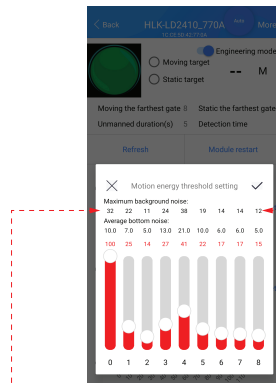 < Back HLK-LD2410_770A More
Engineering mode
Moving target
Static target
-- M
Moving the farthest gate 8 Static the farthest gate
Unmanned duration(s) 5 Detection time
Refresh Module restart
Motion energy threshold setting
Maximum background noise:
32 22 11 24 38 19 14 14 12
Average bottom noise:
10.0 7.0 5.0 13.0 21.0 10.0 6.0 6.0 5.0
100 25 14 27 41 22 17 17 15
0 1 2 3 4 5 6 7 8